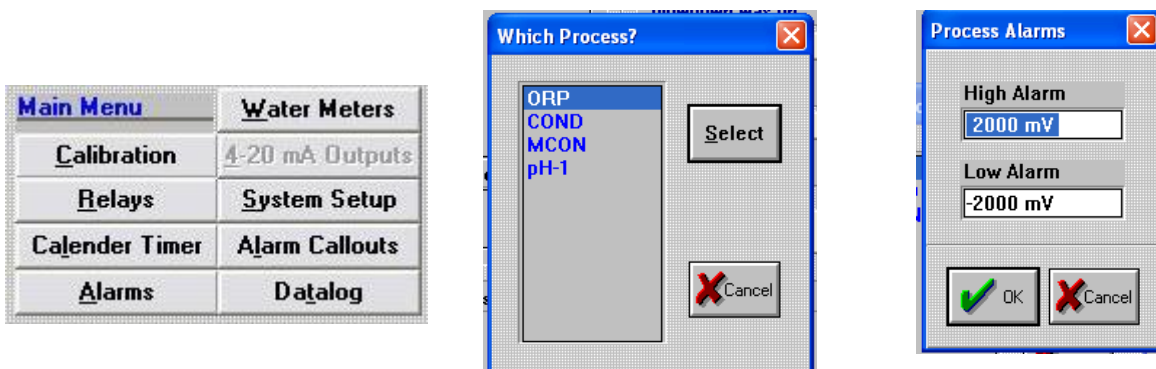 Main Menu
Water Meters
Calibration
4-20 mA Outputs
Relays
System Setup
Calender Timer
Alarm Callouts
Alarms
Datalog
Which Process?
ORP
COND
MCON
pH-1
Select
Cancel
Process Alarms
High Alarm
2000 mV
Low Alarm
-2000 mV
OK
Cancel